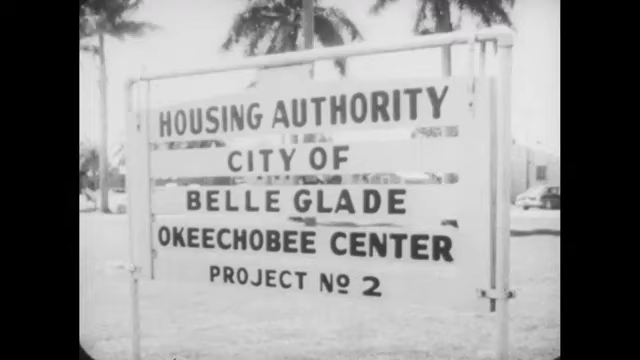 HOUSING AUTHORITY
CITY OF
BELLE GLADE
OKEECHOBEE CENTER
PROJECT Nº 2